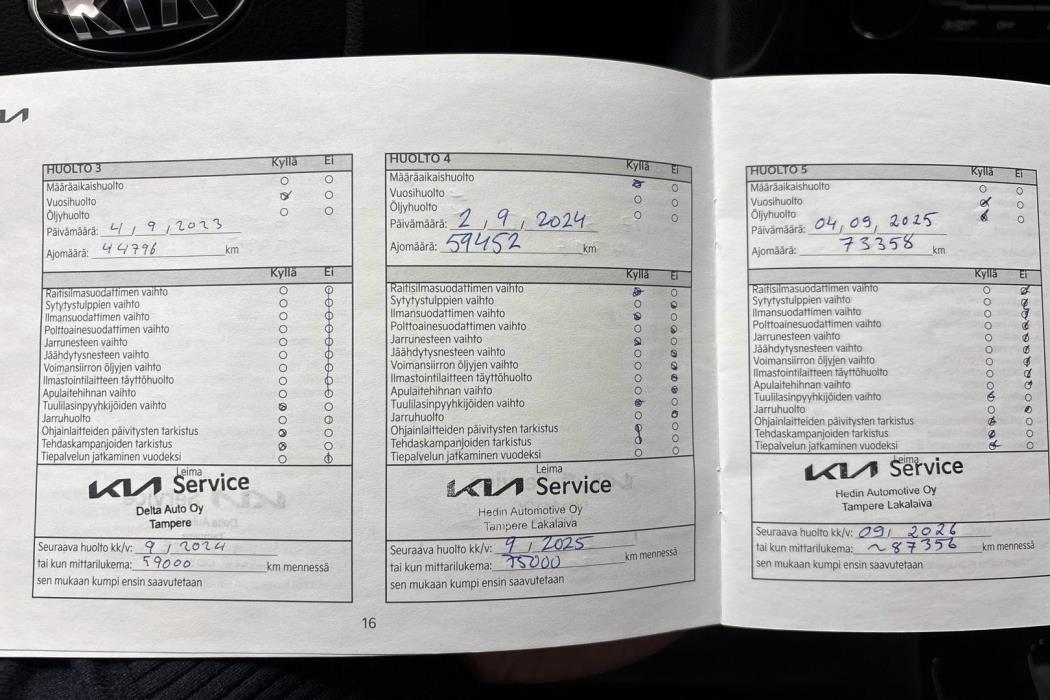 KIA
KIA
HUOLTO 3 Kyllä Ei
Määräaikaishuolto
Vuosihuolto
Öljyhuolto
Päivämäärä: 4, 9, 2023
Ajomäärä: 44796 km
Kyllä Ei
Raitisilmasuodattimen vaihto
Sytytystulppien vaihto
Ilmansuodattimen vaihto
Polttoainesuodattimen vaihto
Jarrunesteen vaihto
Jäähdytysnesteen vaihto
Voimansiirron öljyjen vaihto
Ilmastointilaitteen täyttöhuolto
Apulaitehihnan vaihto
Tuulilasinpyyhkijöiden vaihto
Jarruhuolto
Ohjainlaitteiden päivitysten tarkistus
Tehdaskampanjoiden tarkistus
Tiepalvelun jatkaminen vuodeksi
Leima
KIA Service
Delta Auto Oy
Tampere
Seuraava huolto kk/v: 9, 2024
tai kun mittarilukema: 59000 km mennessä
sen mukaan kumpi ensin saavutetaan
HUOLTO 4 Kyllä Ei
Määräaikaishuolto
Vuosihuolto
Öljyhuolto
Päivämäärä: 2, 9, 2024
Ajomäärä: 59452 km
Kyllä Ei
Raitisilmasuodattimen vaihto
Sytytystulppien vaihto
Ilmansuodattimen vaihto
Polttoainesuodattimen vaihto
Jarrunesteen vaihto
Jäähdytysnesteen vaihto
Voimansiirron öljyjen vaihto
Ilmastointilaitteen täyttöhuolto
Apulaitehihnan vaihto
Tuulilasinpyyhkijöiden vaihto
Jarruhuolto
Ohjainlaitteiden päivitysten tarkistus
Tehdaskampanjoiden tarkistus
Tiepalvelun jatkaminen vuodeksi
Leima
KIA Service
Hedin Automotive Oy
Tampere Lakalaiva
Seuraava huolto kk/v: 9, 2025
tai kun mittarilukema: 75000 km mennessä
sen mukaan kumpi ensin saavutetaan
16
HUOLTO 5 Kyllä Ei
Määräaikaishuolto
Vuosihuolto
Öljyhuolto
Päivämäärä: 04, 09, 2025
Ajomäärä: 73358 km
Kyllä Ei
Raitisilmasuodattimen vaihto
Sytytystulppien vaihto
Ilmansuodattimen vaihto
Polttoainesuodattimen vaihto
Jarrunesteen vaihto
Jäähdytysnesteen vaihto
Voimansiirron öljyjen vaihto
Ilmastointilaitteen täyttöhuolto
Apulaitehihnan vaihto
Tuulilasinpyyhkijöiden vaihto
Jarruhuolto
Ohjainlaitteiden päivitysten tarkistus
Tehdaskampanjoiden tarkistus
Tiepalvelun jatkaminen vuodeksi
Leima
KIA Service
Hedin Automotive Oy
Tampere Lakalaiva
Seuraava huolto kk/v: 09, 2026
tai kun mittarilukema: ~87356 km mennessä
sen mukaan kumpi ensin saavutetaan